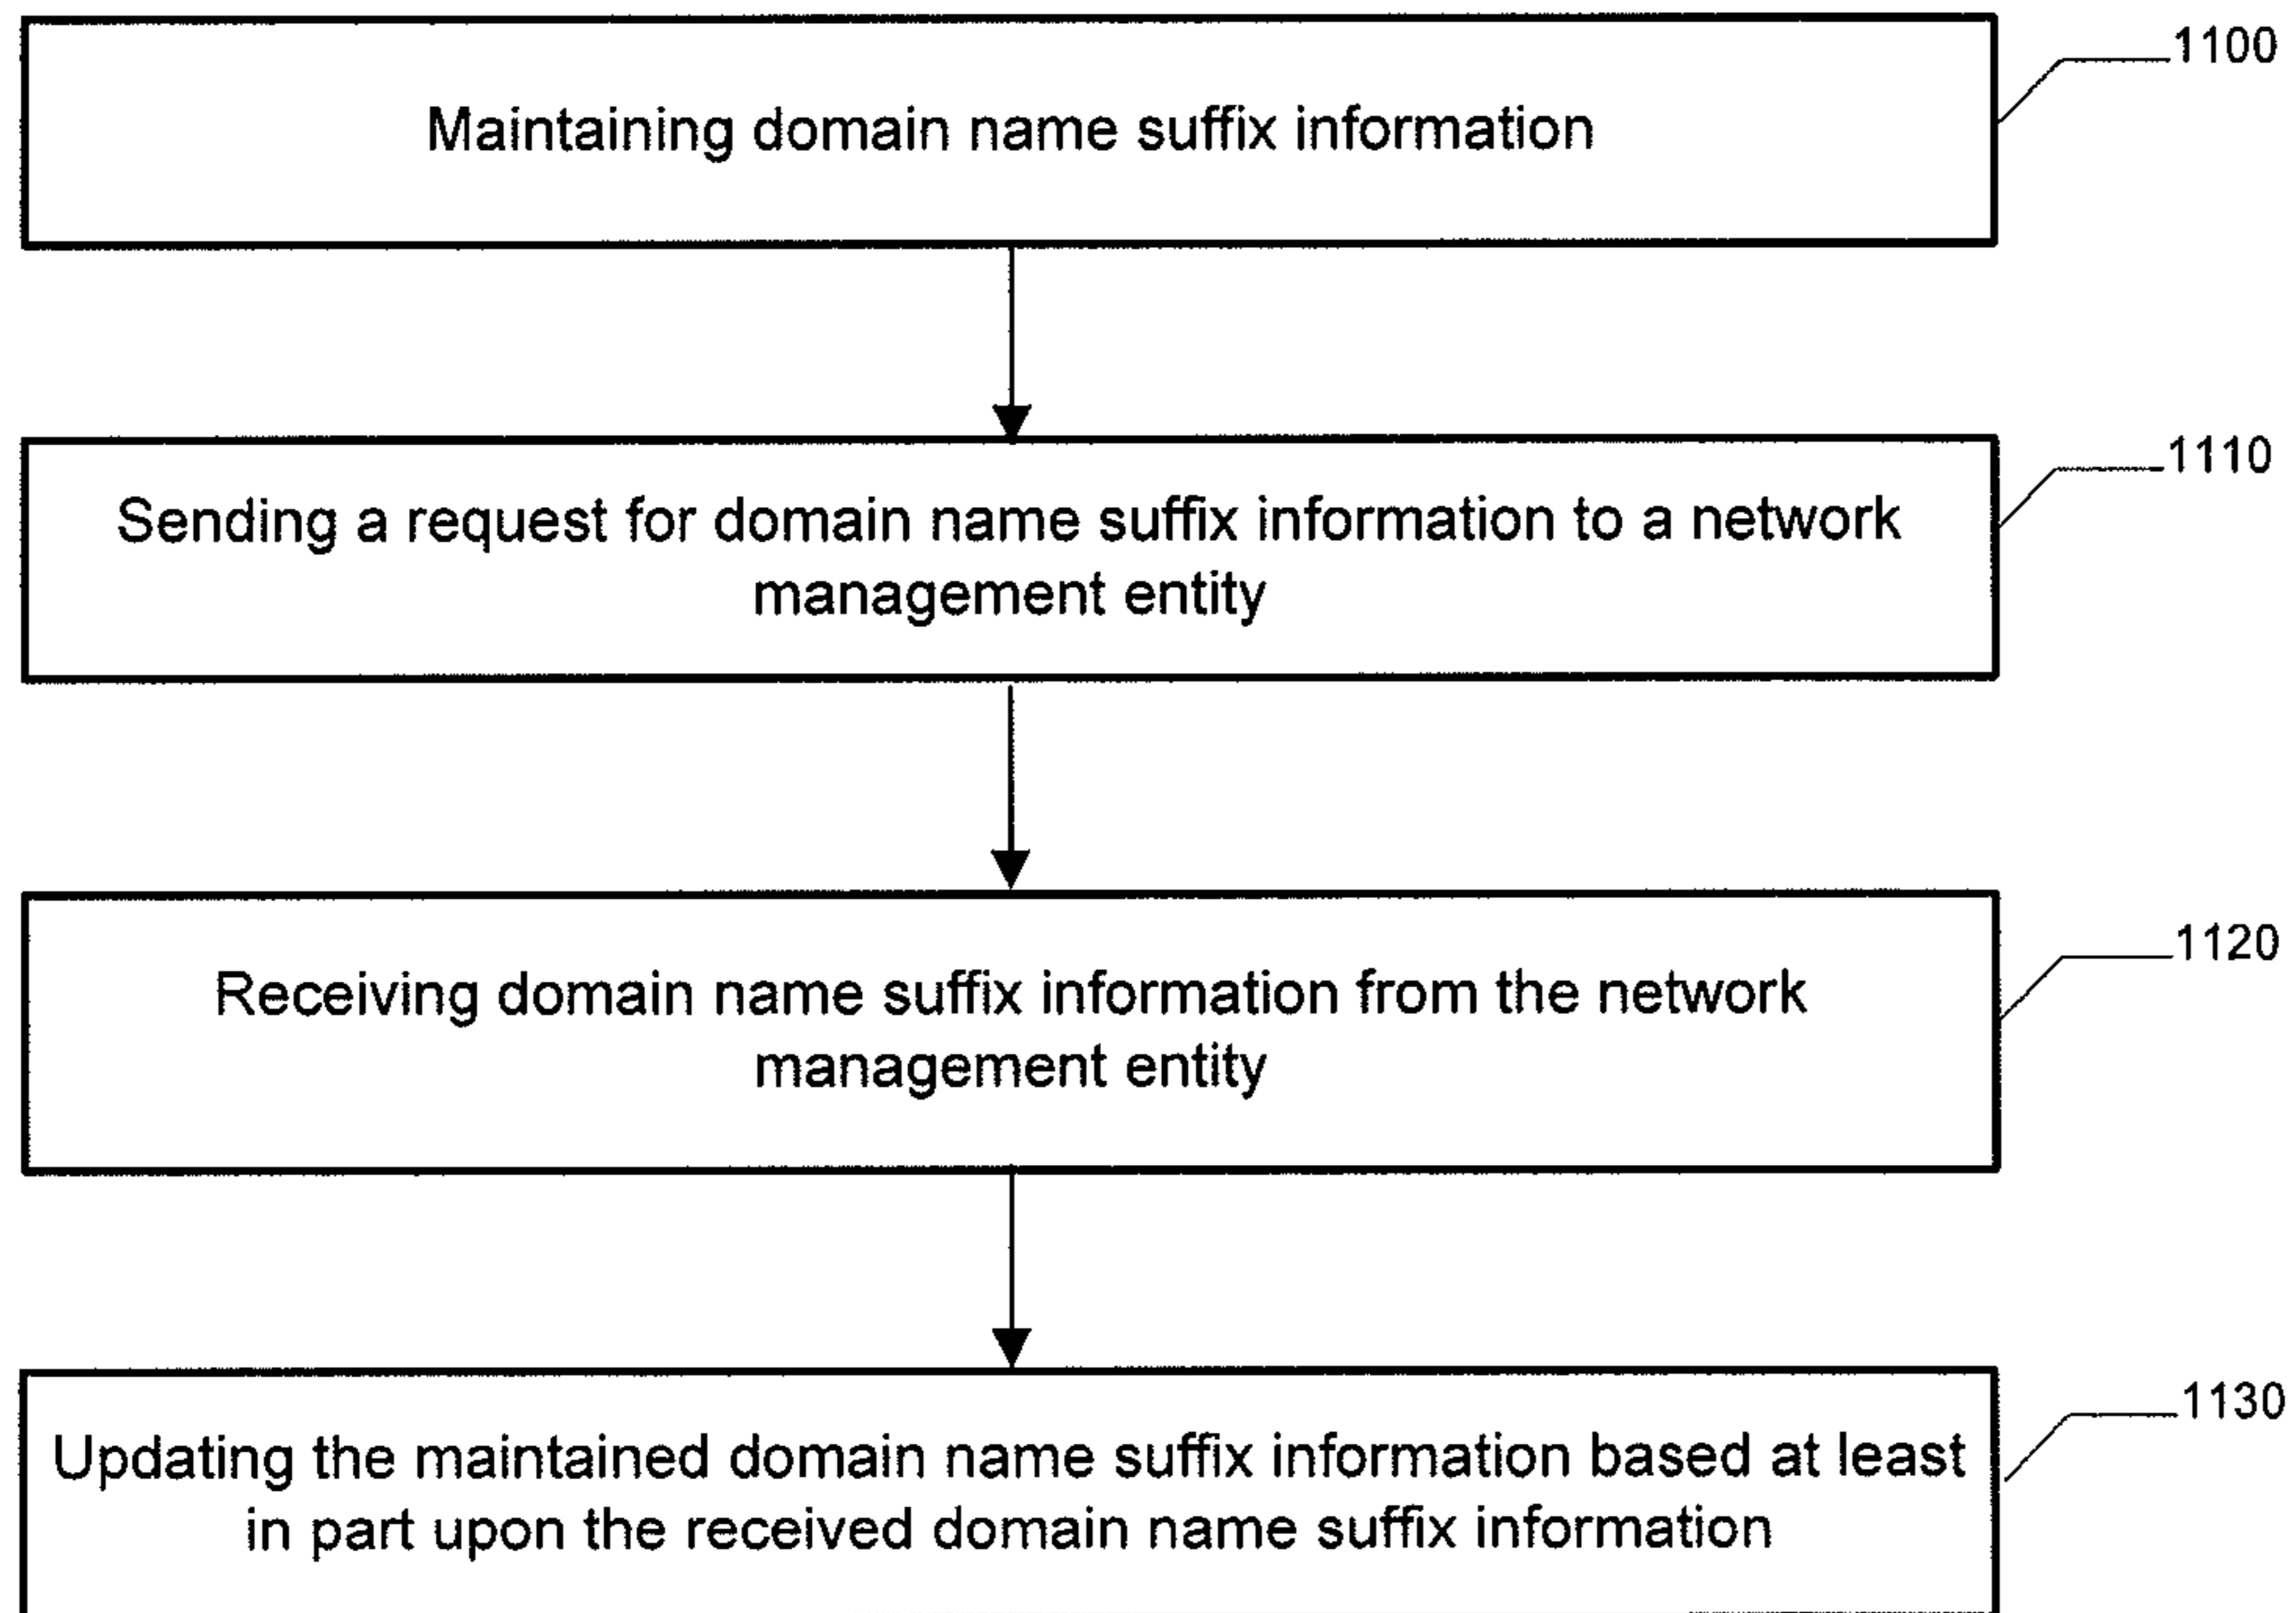 1100
Maintaining domain name suffix information
1110
Sending a request for domain name suffix information to a network
management entity
1120
Receiving domain name suffix information from the network
management entity
1130
Updating the maintained domain name suffix information based at least
in part upon the received domain name suffix information